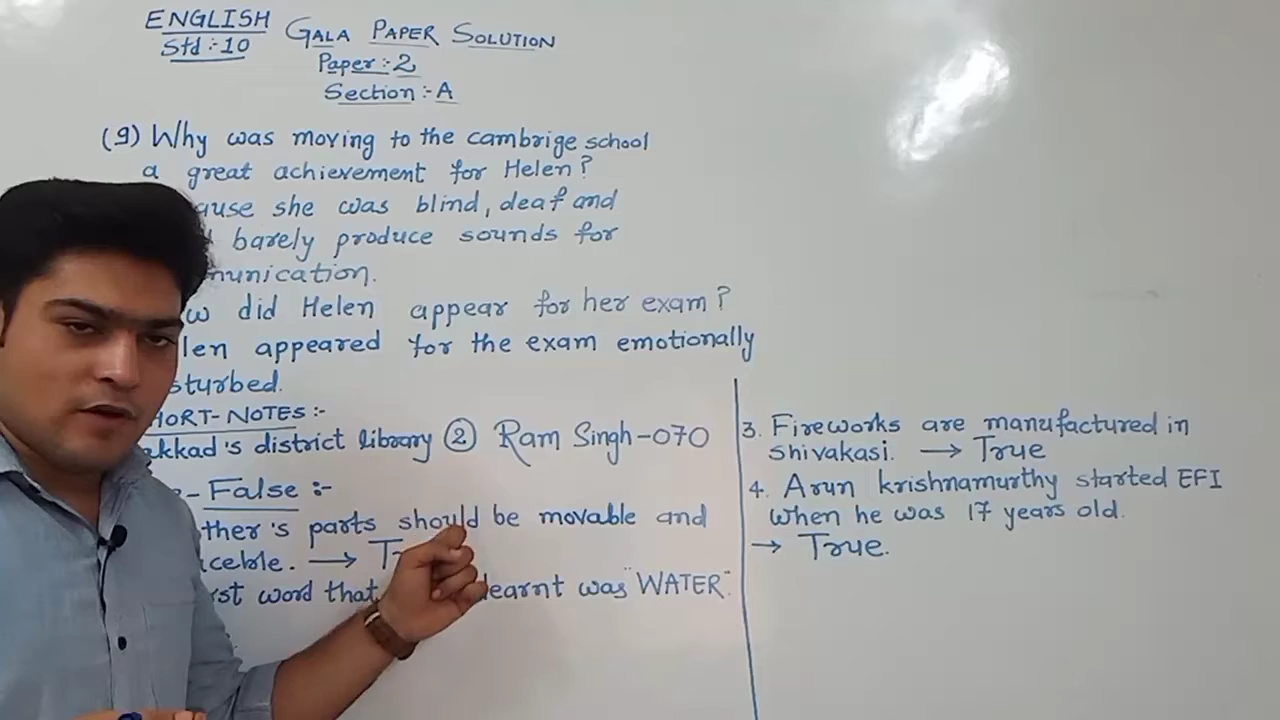 ENGLISH
Std :- 10
GALA PAPER SOLUTION
Paper :- 2
Section :- A
(9) Why was moving to the cambrige school
a great achievement for Helen?
ause she was blind, deaf and
barely produce sounds for
munication.
w did Helen appear for her exam?
len appeared for the exam emotionally
sturbed.
HORT-NOTES :-
akkad's district library ② Ram Singh-070
- False :-
ther's parts should be movable and
ceble. →
rst word that learnt was "WATER".
3. Fireworks are manufactured in
shivakasi. → True
4. Arun krishnamurthy started EFI
when he was 17 years old.
→ True.